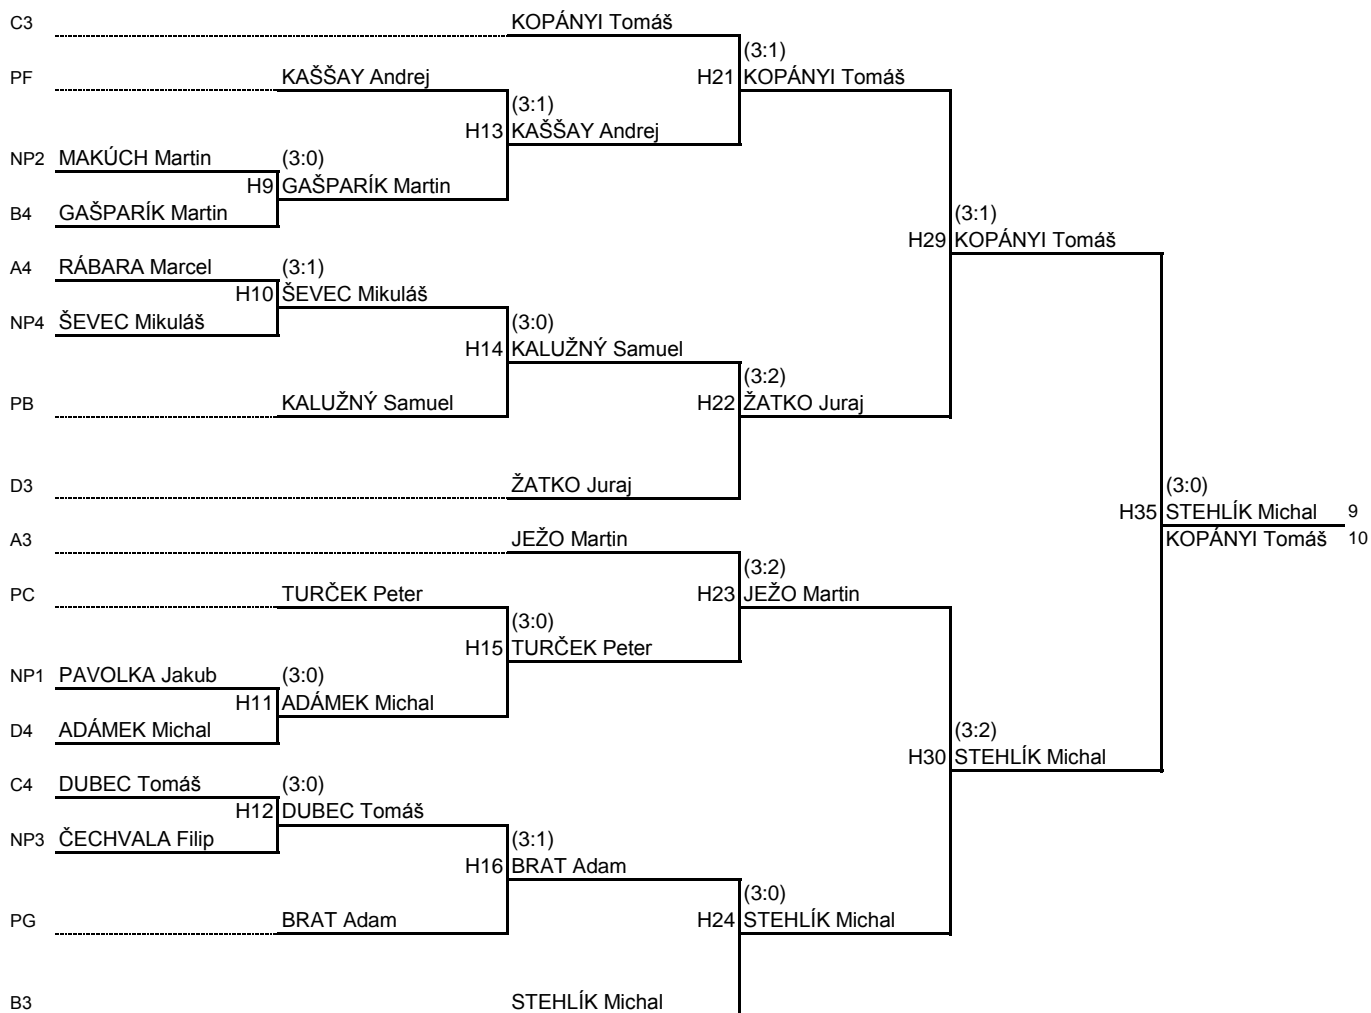 C3 KOPÁNYI Tomáš
(3:1)
PF KAŠŠAY Andrej H21 KOPÁNYI Tomáš
(3:1)
H13 KAŠŠAY Andrej
NP2 MAKÚCH Martin (3:0)
H9 GAŠPARÍK Martin
B4 GAŠPARÍK Martin (3:1)
H29 KOPÁNYI Tomáš
A4 RÁBARA Marcel (3:1)
H10 ŠEVEC Mikuláš
NP4 ŠEVEC Mikuláš (3:0)
H14 KALUŽNÝ Samuel
(3:2)
PB KALUŽNÝ Samuel H22 ŽATKO Juraj
D3 ŽATKO Juraj (3:0)
H35 STEHLÍK Michal 9
A3 JEŽO Martin KOPÁNYI Tomáš 10
(3:2)
PC TURČEK Peter H23 JEŽO Martin
(3:0)
H15 TURČEK Peter
NP1 PAVOLKA Jakub (3:0)
H11 ADÁMEK Michal
D4 ADÁMEK Michal (3:2)
H30 STEHLÍK Michal
C4 DUBEC Tomáš (3:0)
H12 DUBEC Tomáš
NP3 ČECHVALA Filip (3:1)
H16 BRAT Adam
(3:0)
PG BRAT Adam H24 STEHLÍK Michal
B3 STEHLÍK Michal